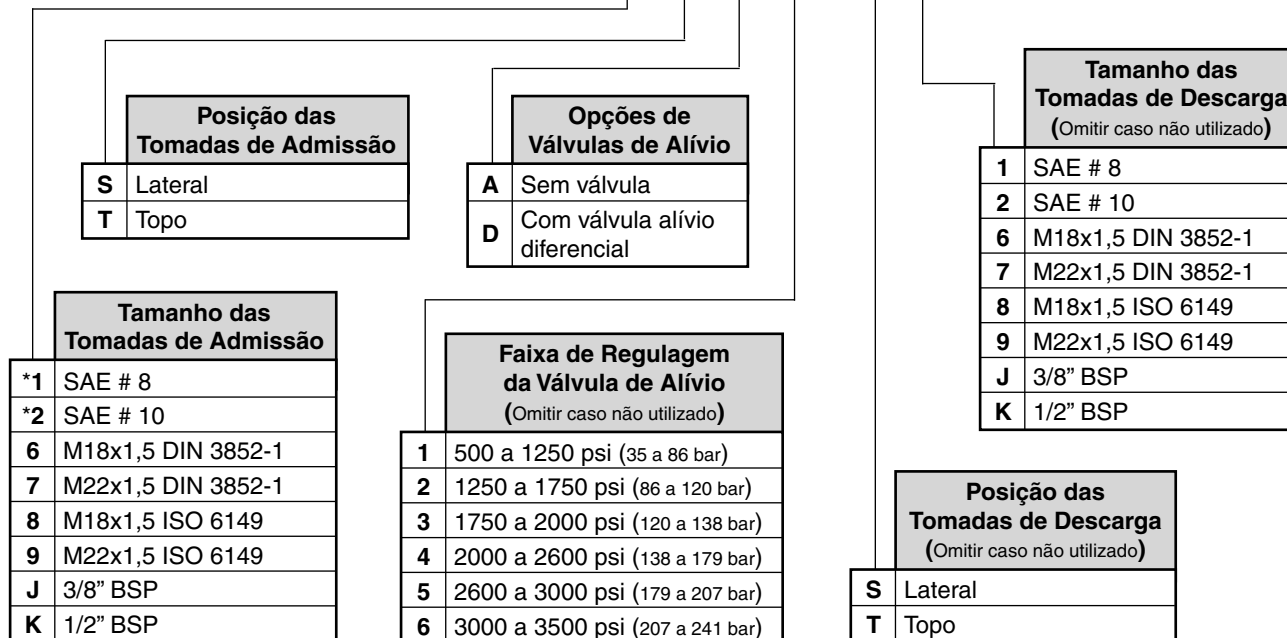 Posição das
Tomadas de Admissão
S Lateral
T Topo
Opções de
Válvulas de Alívio
A Sem válvula
D Com válvula alívio
diferencial
Tamanho das
Tomadas de Descarga
(Omitir caso não utilizado)
1 SAE # 8
2 SAE # 10
6 M18x1,5 DIN 3852-1
7 M22x1,5 DIN 3852-1
8 M18x1,5 ISO 6149
9 M22x1,5 ISO 6149
J 3/8” BSP
K 1/2” BSP
Tamanho das
Tomadas de Admissão
*1 SAE # 8
*2 SAE # 10
6 M18x1,5 DIN 3852-1
7 M22x1,5 DIN 3852-1
8 M18x1,5 ISO 6149
9 M22x1,5 ISO 6149
J 3/8” BSP
K 1/2” BSP
Faixa de Regulagem
da Válvula de Alívio
(Omitir caso não utilizado)
1 500 a 1250 psi (35 a 86 bar)
2 1250 a 1750 psi (86 a 120 bar)
3 1750 a 2000 psi (120 a 138 bar)
4 2000 a 2600 psi (138 a 179 bar)
5 2600 a 3000 psi (179 a 207 bar)
6 3000 a 3500 psi (207 a 241 bar)
Posição das
Tomadas de Descarga
(Omitir caso não utilizado)
S Lateral
T Topo